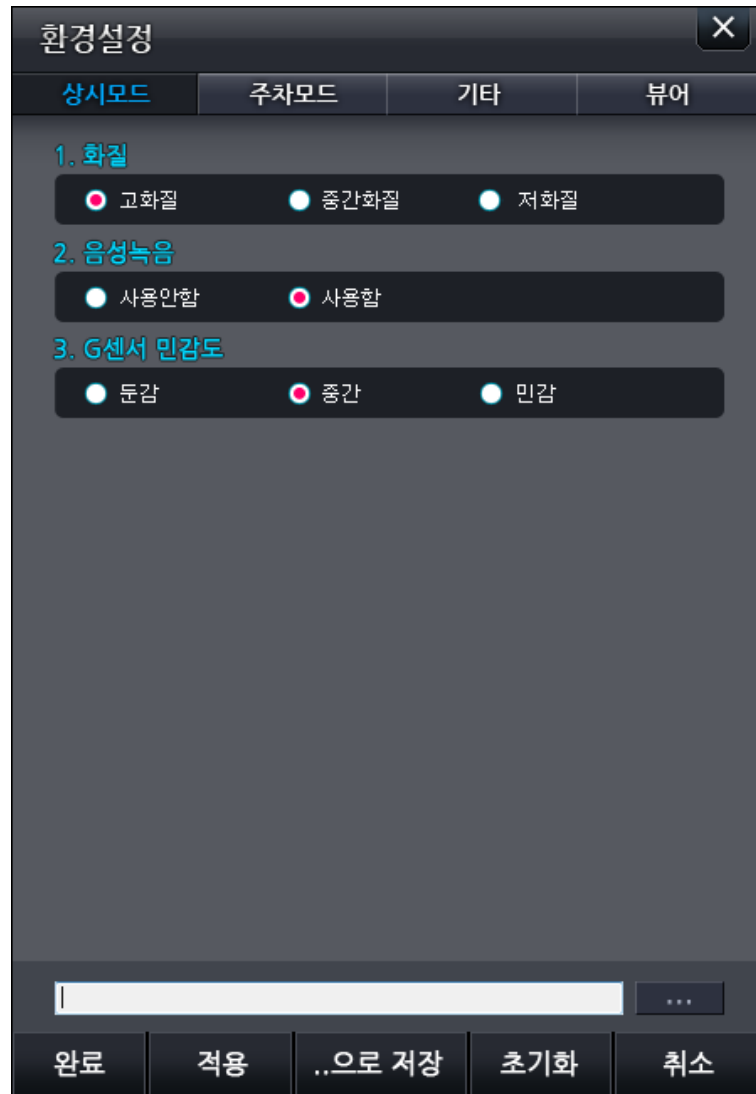 환경설정
상시모드 주차모드 기타 뷰어
1. 화질
고화질 중간화질 저화질
2. 음성녹음
사용안함 사용함
3. G센서 민감도
둔감 중간 민감
...
완료 적용 ..으로 저장 초기화 취소